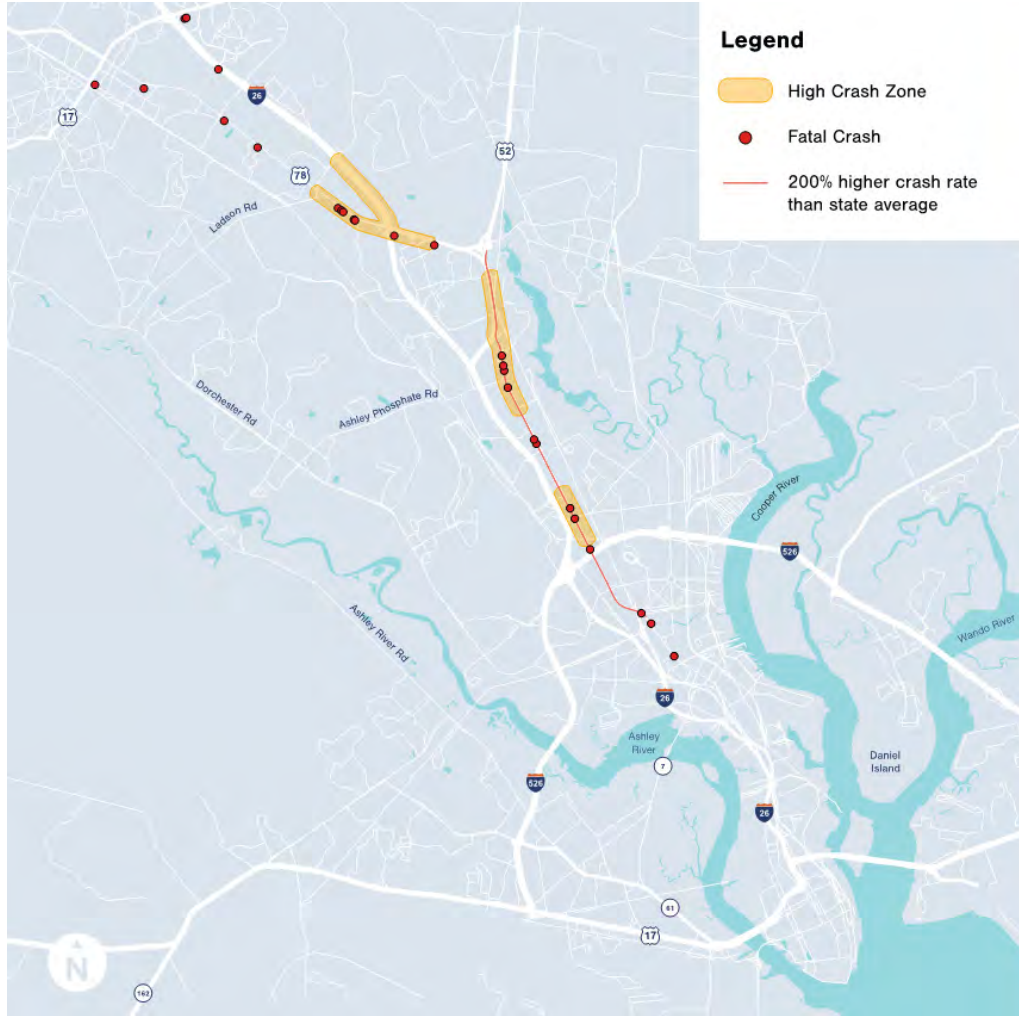 Legend
High Crash Zone
Fatal Crash
200% higher crash rate
than state average
26
17
52
78
Ladson Rd
Dorchester Rd
Ashley Phosphate Rd
Cooper River
526
Ashley River Rd
Wando River
26
Ashley
River
7
Daniel
Island
526
26
61
17
N
162